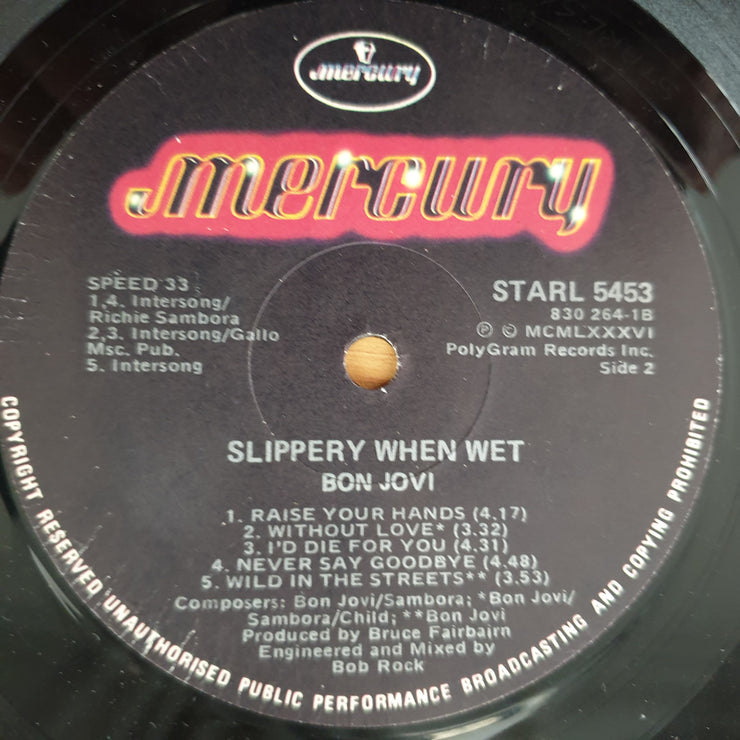 mercury
mercury
SPEED 33
1,4. Intersong/
Richie Sambora
2,3. Intersong/Gallo
Msc. Pub.
5. Intersong
STARL 5453
830 264-1B
Ⓟ © MCMLXXXVI
PolyGram Records Inc.
Side 2
SLIPPERY WHEN WET
BON JOVI
1. RAISE YOUR HANDS (4.17)
2. WITHOUT LOVE* (3.32)
3. I'D DIE FOR YOU (4.31)
4. NEVER SAY GOODBYE (4.48)
5. WILD IN THE STREETS** (3.53)
Composers: Bon Jovi/Sambora; *Bon Jovi/
Sambora/Child; **Bon Jovi
Produced by Bruce Fairbairn
Engineered and Mixed by
Bob Rock
COPYRIGHT RESERVED UNAUTHORISED PUBLIC PERFORMANCE BROADCASTING AND COPYING PROHIBITED